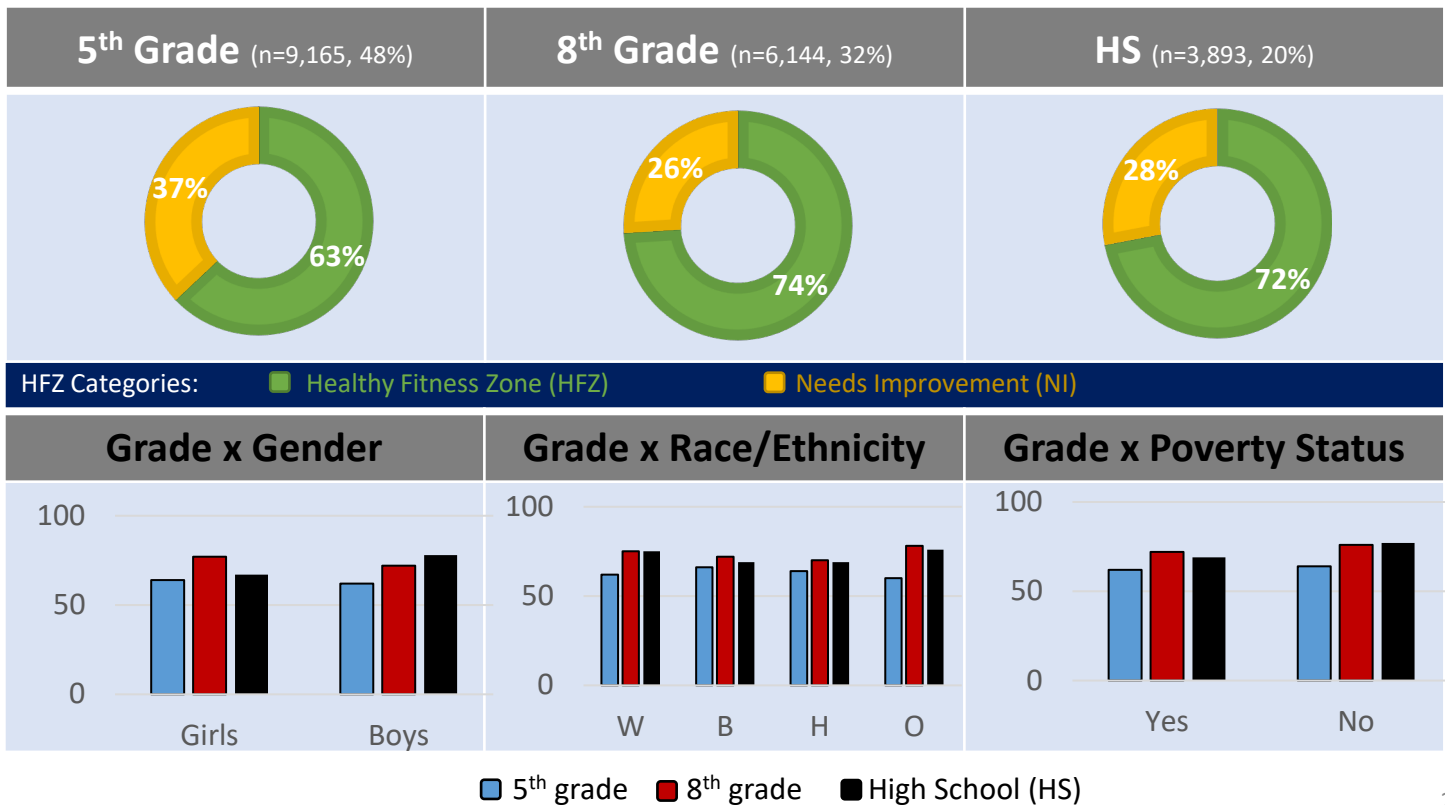 5th Grade (n=9,165, 48%)
8th Grade (n=6,144, 32%)
HS (n=3,893, 20%)
37%
63%
26%
74%
28%
72%
HFZ Categories:
Healthy Fitness Zone (HFZ)
Needs Improvement (NI)
Grade x Gender
Grade x Race/Ethnicity
Grade x Poverty Status
100
50
0
Girls
Boys
100
50
0
W
B
H
O
100
50
0
Yes
No
5th grade
8th grade
High School (HS)